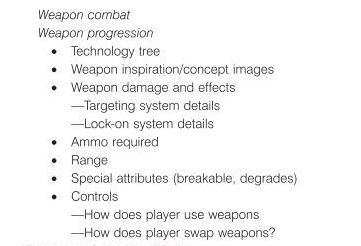 Weapon combat
Weapon progression
• Technology tree
• Weapon inspiration/concept images
• Weapon damage and effects
—Targeting system details
—Lock-on system details
• Ammo required
• Range
• Special attributes (breakable, degrades)
• Controls
—How does player use weapons
—How does player swap weapons?